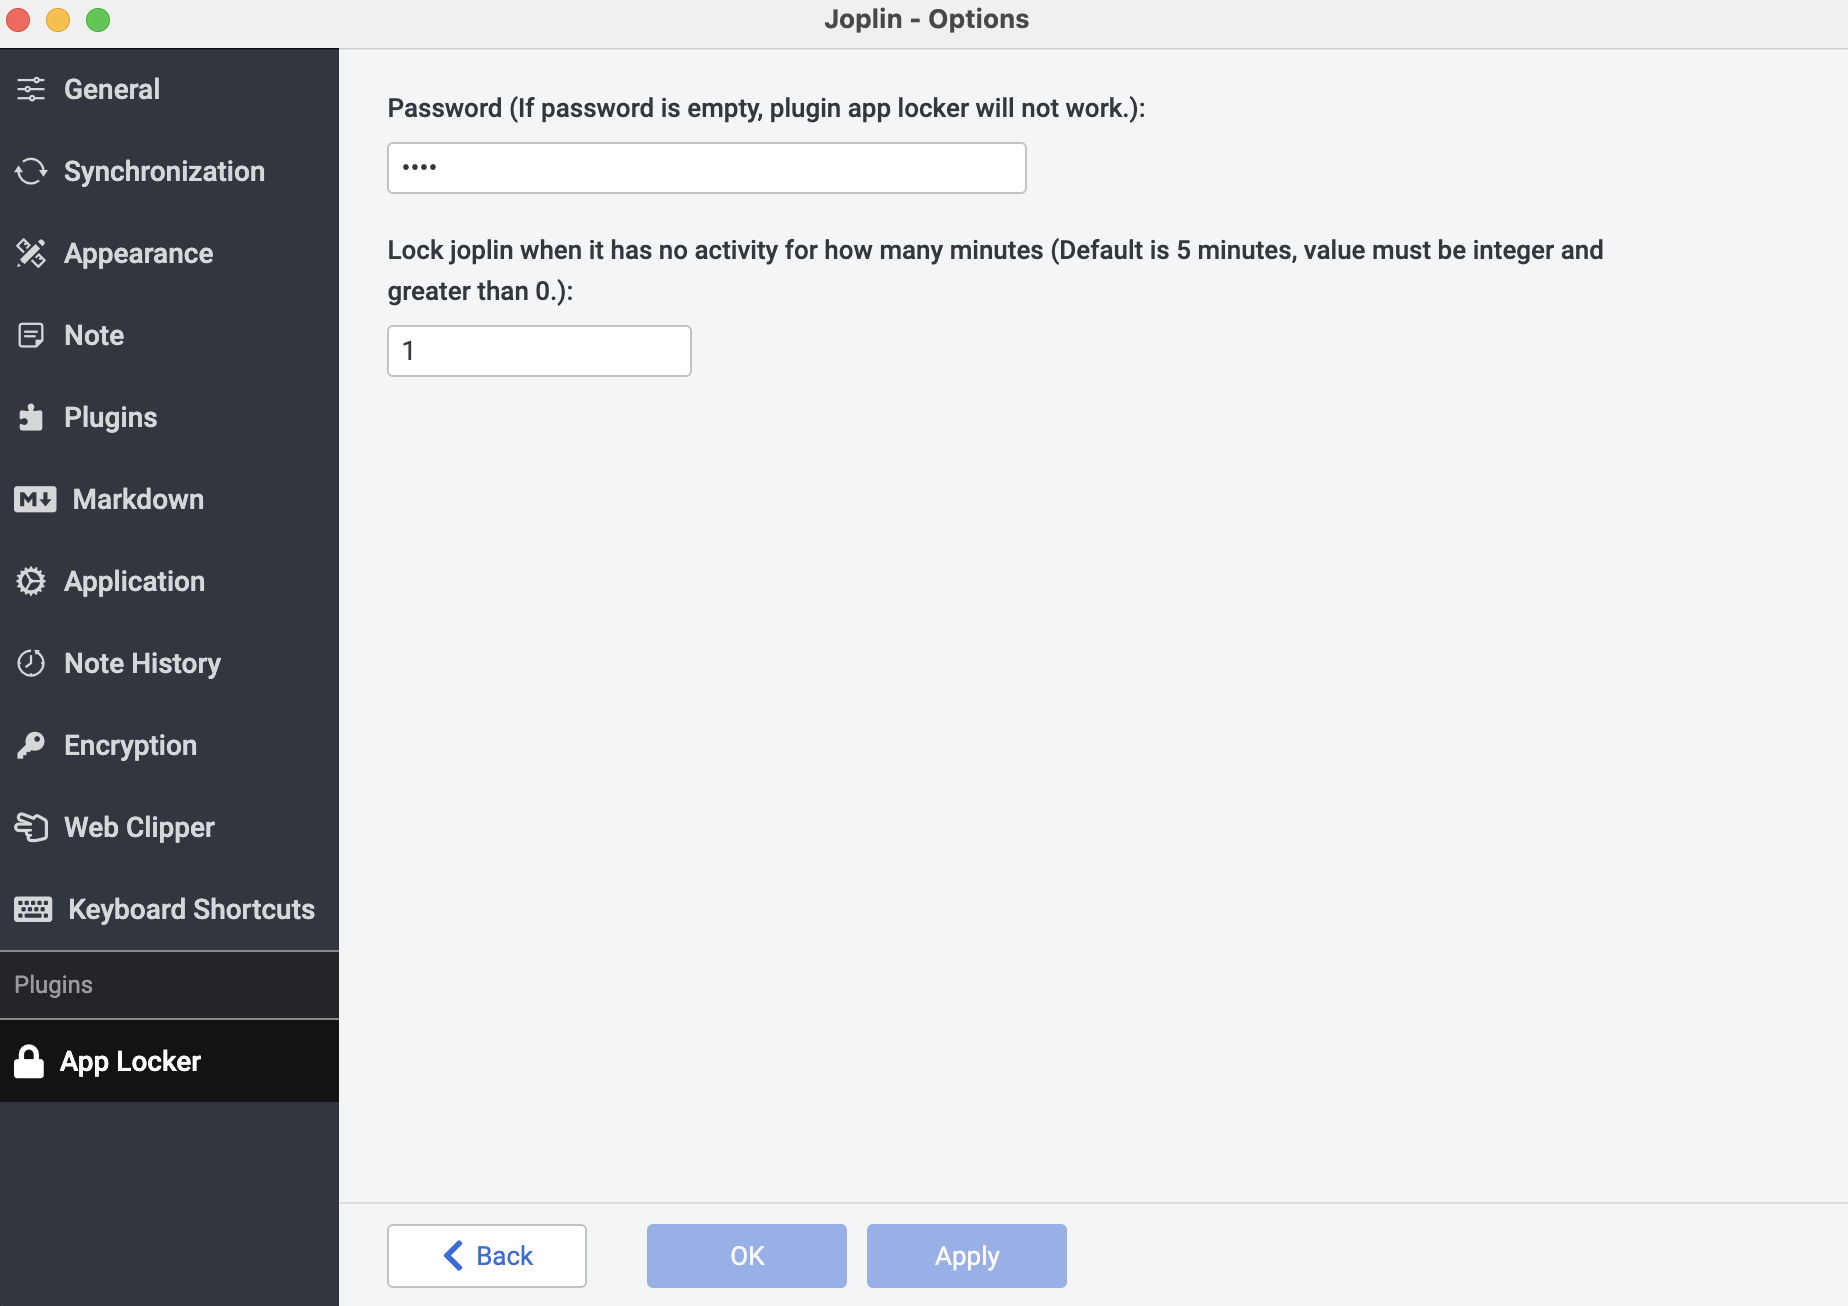 Joplin - Options
General
Synchronization
Appearance
Note
Plugins
Markdown
Application
Note History
Encryption
Web Clipper
Keyboard Shortcuts
Plugins
App Locker
Password (If password is empty, plugin app locker will not work.):
••••
Lock joplin when it has no activity for how many minutes (Default is 5 minutes, value must be integer and
greater than 0.):
1
Back
OK
Apply